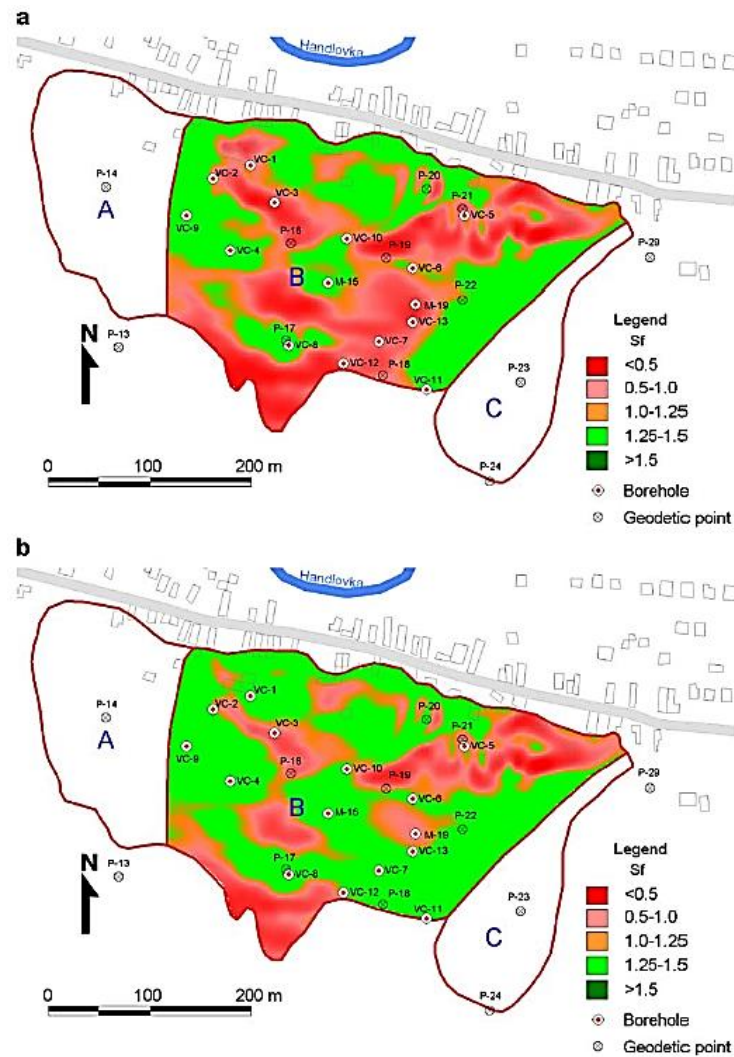 a
Handlovka
P-14
A
VC-1
VC-2
P-20
VC-3
P-21
VC-5
VC-9
P-16
VC-10
P-19
P-29
VC-4
VC-6
B
M-15
P-22
M-19
VC-13
N
P-13
P-17
VC-8
VC-7
VC-12
P-18
VC-11
P-23
C
P-24
Legend
Sf
<0.5
0.5-1.0
1.0-1.25
1.25-1.5
>1.5
Borehole
Geodetic point
0 100 200 m
b
Handlovka
P-14
A
VC-1
VC-2
P-20
VC-3
P-21
VC-5
VC-9
P-16
VC-10
P-19
P-29
VC-4
VC-6
B
M-15
P-22
M-19
VC-13
N
P-13
P-17
VC-8
VC-7
VC-12
P-18
VC-11
P-23
C
P-24
Legend
Sf
<0.5
0.5-1.0
1.0-1.25
1.25-1.5
>1.5
Borehole
Geodetic point
0 100 200 m